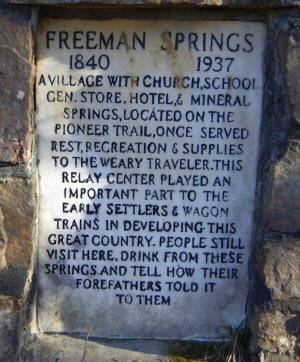 FREEMAN SPRINGS
1840 1937
A VILLAGE WITH CHURCH, SCHOOL
GEN. STORE, HOTEL, & MINERAL
SPRINGS, LOCATED ON THE
PIONEER TRAIL, ONCE SERVED
REST, RECREATION & SUPPLIES
TO THE WEARY TRAVELER. THIS
RELAY CENTER PLAYED AN
IMPORTANT PART TO THE
EARLY SETTLERS & WAGON
TRAINS IN DEVELOPING THIS
GREAT COUNTRY. PEOPLE STILL
VISIT HERE, DRINK FROM THESE
SPRINGS AND TELL HOW THEIR
FOREFATHERS TOLD IT
TO THEM